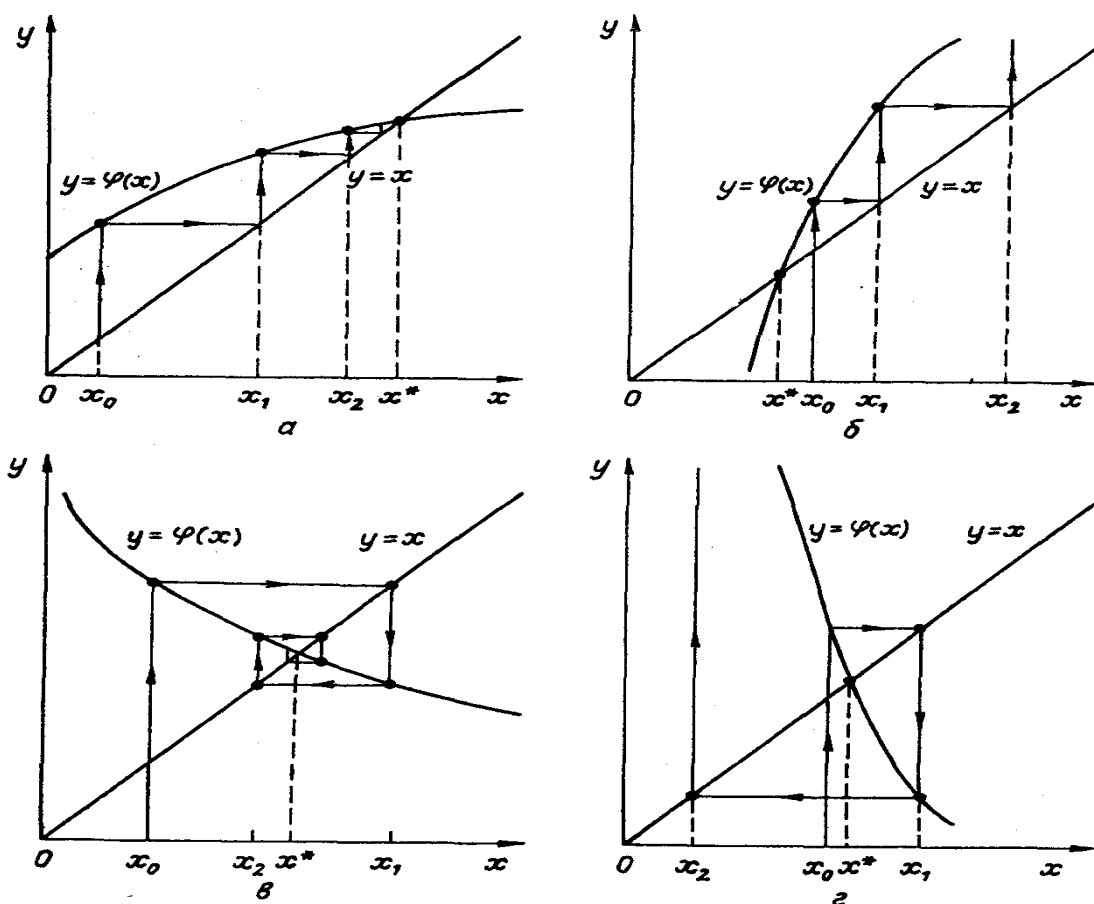 y
y = φ(x)
y = x
0 x₀ x₁ x₂ x* x
а
y
y = φ(x)
y = x
0 x* x₀ x₁ x₂ x
б
y
y = φ(x)
y = x
0 x₀ x₂ x* x₁ x
в
y
y = φ(x)
y = x
0 x₂ x₀ x* x₁ x
г